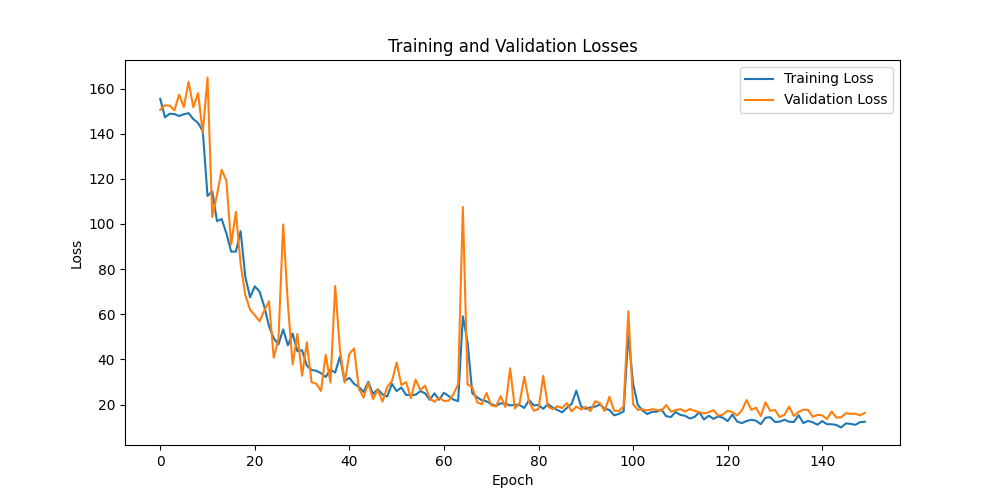 Training and Validation Losses
Training Loss
Validation Loss
Loss
160
140
120
100
80
60
40
20
0 20 40 60 80 100 120 140
Epoch